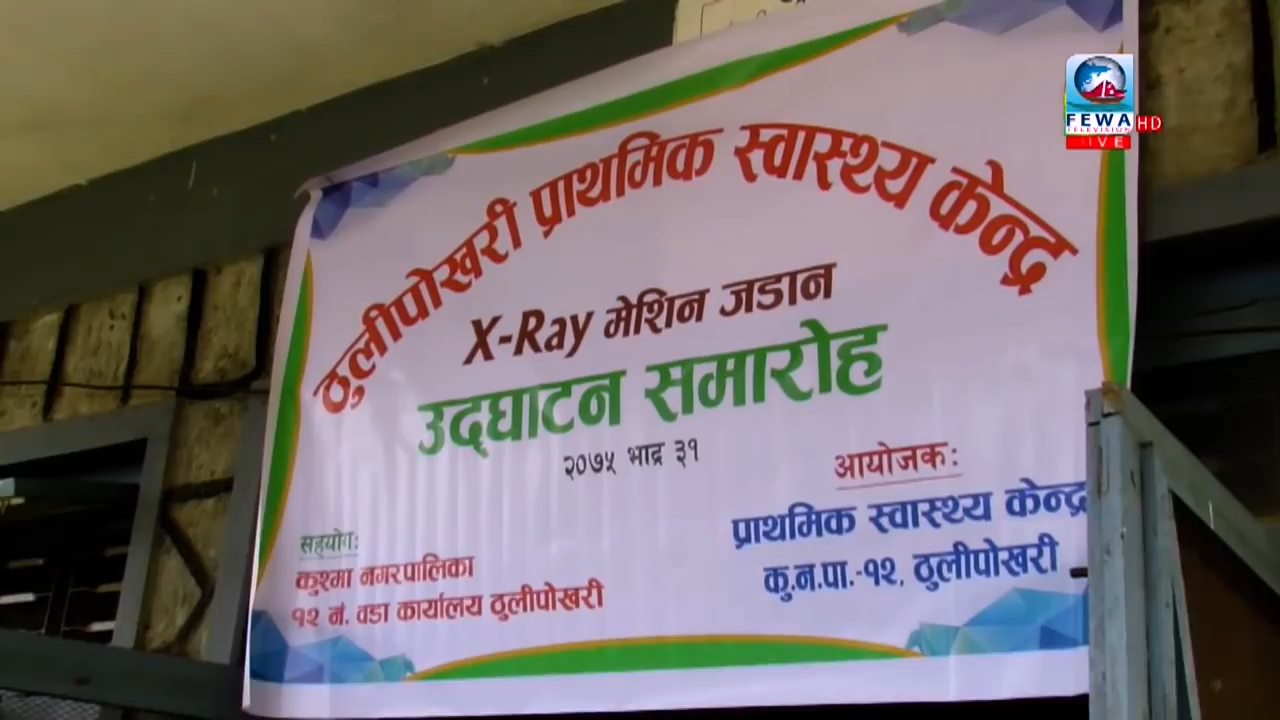 ठुलीपोखरी प्राथमिक स्वास्थ्य केन्द्र
X-Ray मेशिन जडान
उद्घाटन समारोह
२०७५ भाद्र ३१
आयोजकः
प्राथमिक स्वास्थ्य केन्द्र
कु.न.पा.-१२, ठुलीपोखरी
सहयोगः
कुश्मा नगरपालिका
१२ नं. वडा कार्यालय ठुलीपोखरी
FEWA HD
TELEVISION
LIVE